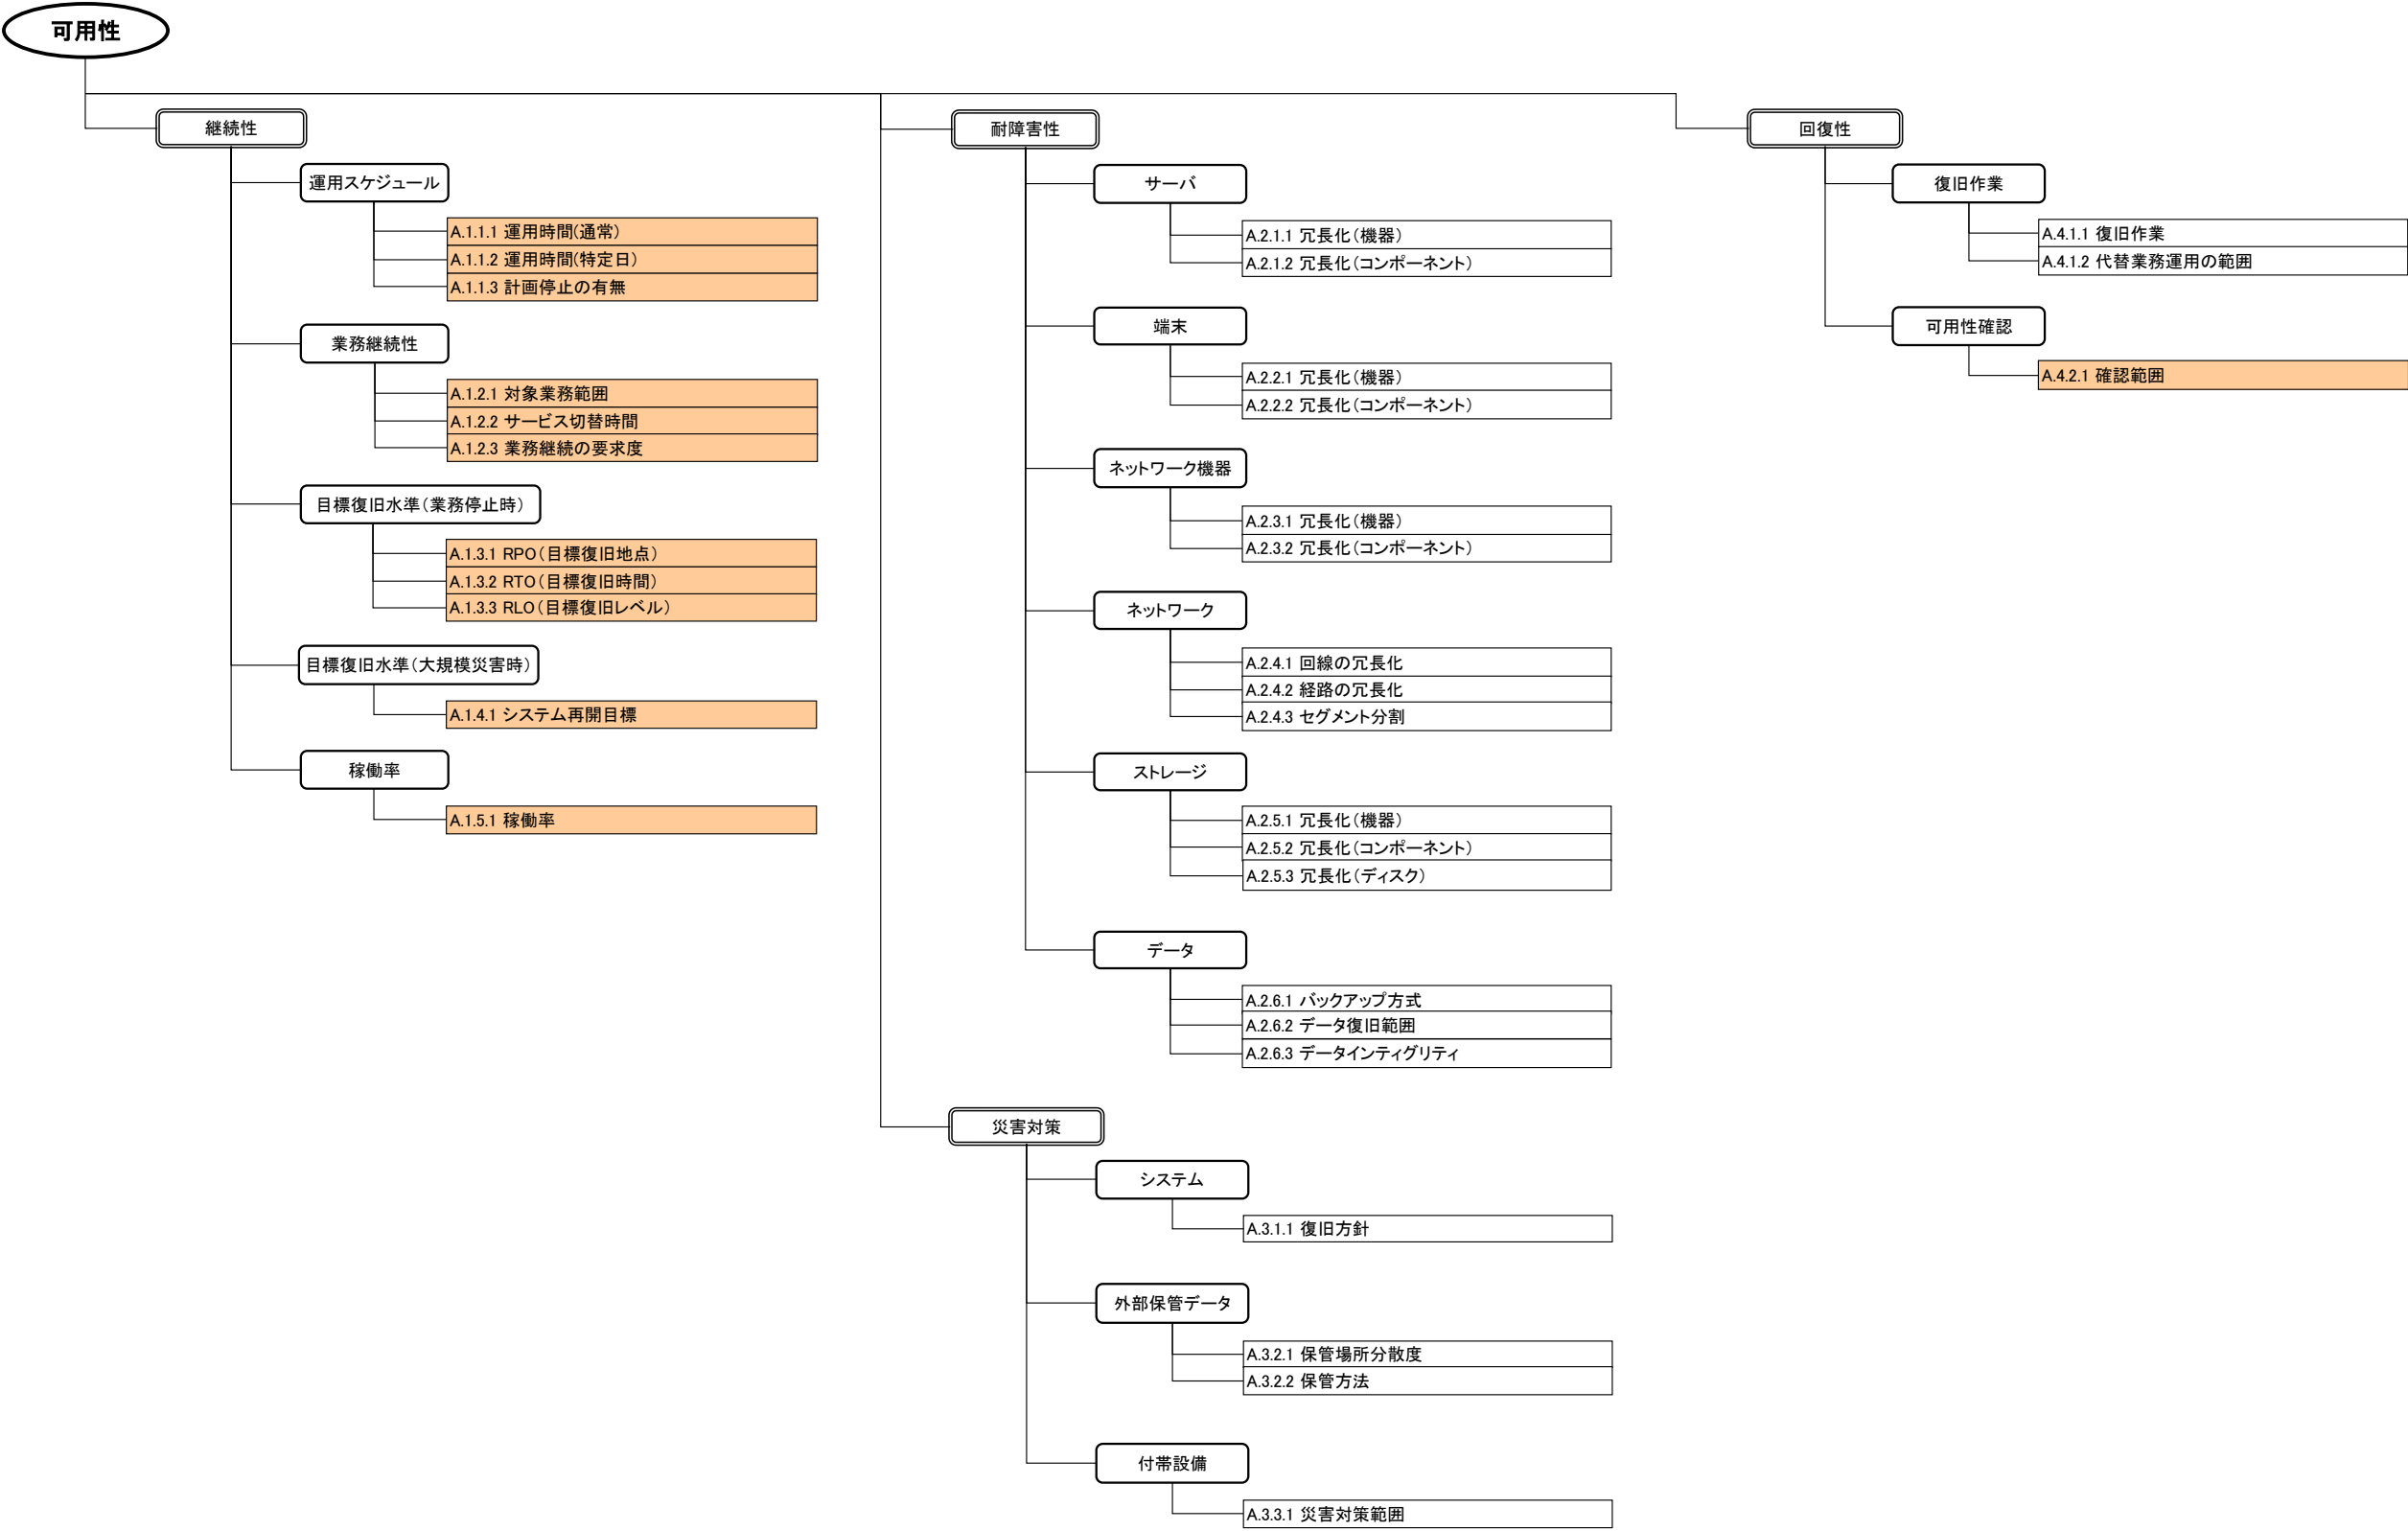 可用性
継続性
運用スケジュール
A.1.1.1 運用時間(通常)
A.1.1.2 運用時間(特定日)
A.1.1.3 計画停止の有無
業務継続性
A.1.2.1 対象業務範囲
A.1.2.2 サービス切替時間
A.1.2.3 業務継続の要求度
目標復旧水準(業務停止時)
A.1.3.1 RPO(目標復旧地点)
A.1.3.2 RTO(目標復旧時間)
A.1.3.3 RLO(目標復旧レベル)
目標復旧水準(大規模災害時)
A.1.4.1 システム再開目標
稼働率
A.1.5.1 稼働率
耐障害性
サーバ
A.2.1.1 冗長化(機器)
A.2.1.2 冗長化(コンポーネント)
端末
A.2.2.1 冗長化(機器)
A.2.2.2 冗長化(コンポーネント)
ネットワーク機器
A.2.3.1 冗長化(機器)
A.2.3.2 冗長化(コンポーネント)
ネットワーク
A.2.4.1 回線の冗長化
A.2.4.2 経路の冗長化
A.2.4.3 セグメント分割
ストレージ
A.2.5.1 冗長化(機器)
A.2.5.2 冗長化(コンポーネント)
A.2.5.3 冗長化(ディスク)
データ
A.2.6.1 バックアップ方式
A.2.6.2 データ復旧範囲
A.2.6.3 データインティグリティ
災害対策
システム
A.3.1.1 復旧方針
外部保管データ
A.3.2.1 保管場所分散度
A.3.2.2 保管方法
付帯設備
A.3.3.1 災害対策範囲
回復性
復旧作業
A.4.1.1 復旧作業
A.4.1.2 代替業務運用の範囲
可用性確認
A.4.2.1 確認範囲